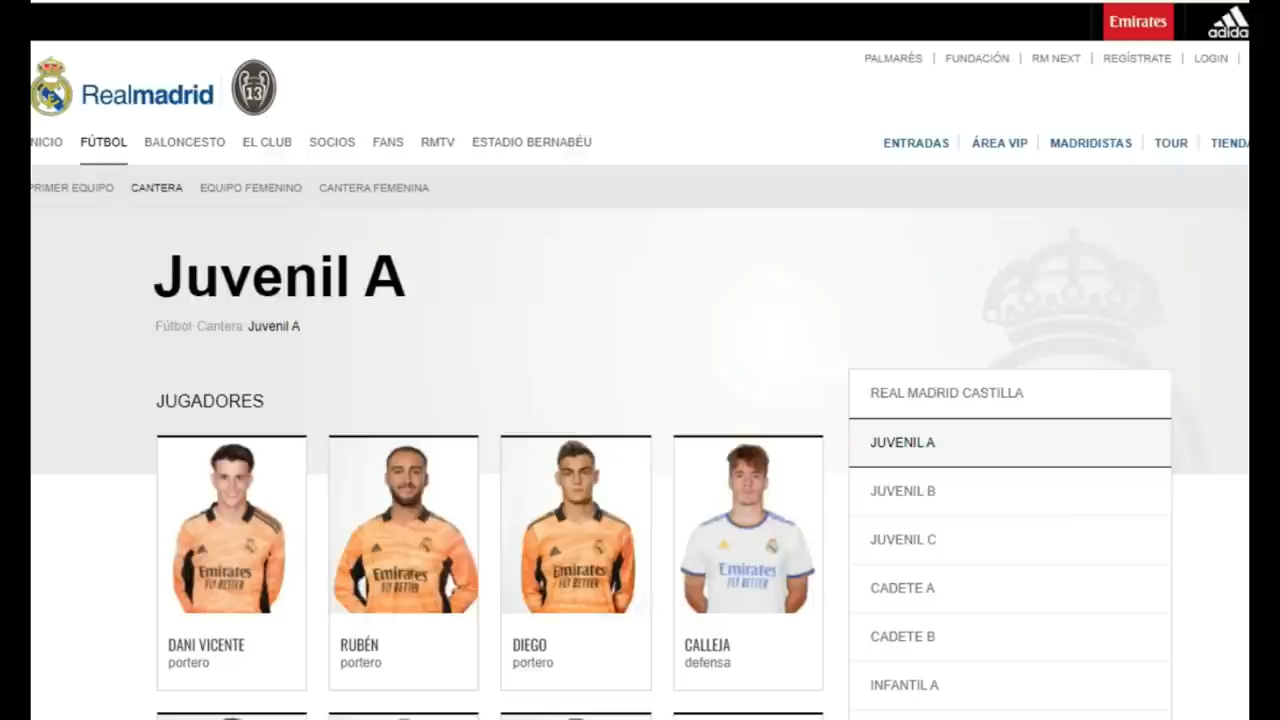 Emirates
adidas
PALMARÈS
FUNDACIÓN
RM NEXT
REGÍSTRATE
LOGIN
Realmadrid
13
NICIO
FÚTBOL
BALONCESTO
EL CLUB
SOCIOS
FANS
RMTV
ESTADIO BERNABÉU
ENTRADAS
ÁREA VIP
MADRIDISTAS
TOUR
TIENDA
PRIMER EQUIPO
CANTERA
EQUIPO FEMENINO
CANTERA FEMENINA
Juvenil A
Fútbol Cantera Juvenil A
JUGADORES
Emirates
FLY BETTER
DANI VICENTE
portero
Emirates
FLY BETTER
RUBÉN
portero
Emirates
FLY BETTER
DIEGO
portero
Emirates
FLY BETTER
CALLEJA
defensa
REAL MADRID CASTILLA
JUVENIL A
JUVENIL B
JUVENIL C
CADETE A
CADETE B
INFANTIL A